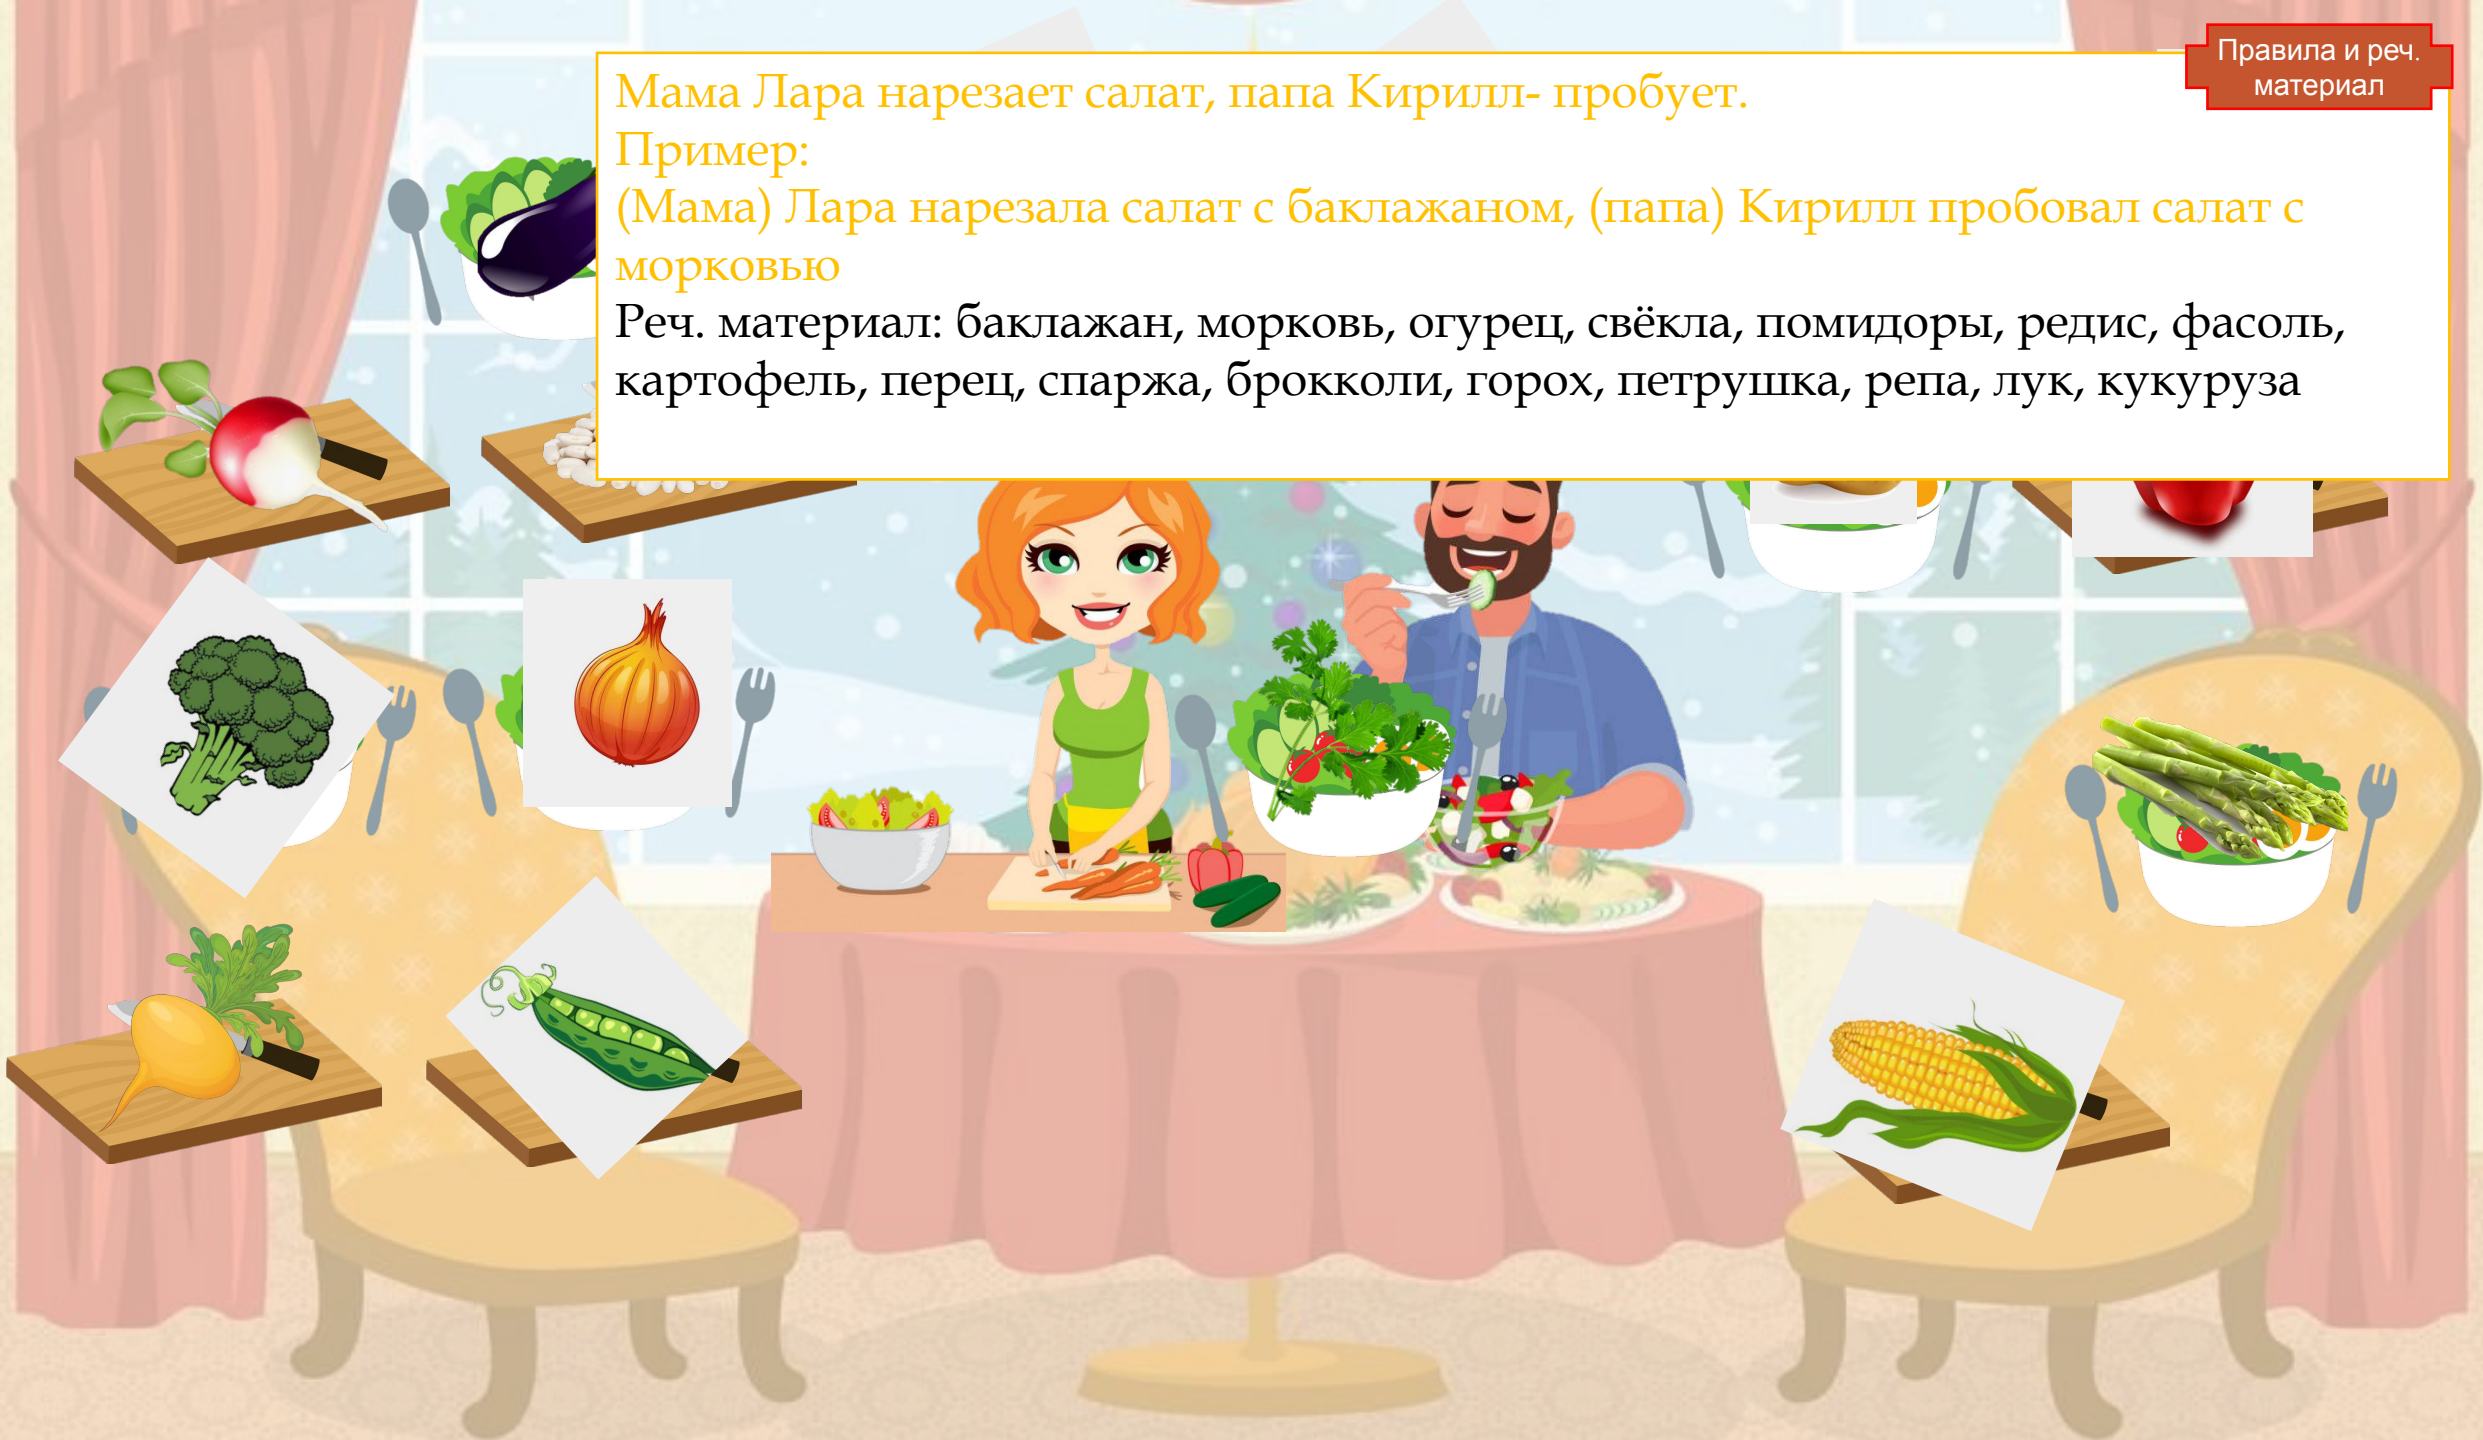 Правила и реч.
материал
Мама Лара нарезает салат, папа Кирилл- пробует.
Пример:
(Мама) Лара нарезала салат с баклажаном, (папа) Кирилл пробовал салат с
морковью
Реч. материал: баклажан, морковь, огурец, свёкла, помидоры, редис, фасоль,
картофель, перец, спаржа, брокколи, горох, петрушка, репа, лук, кукуруза